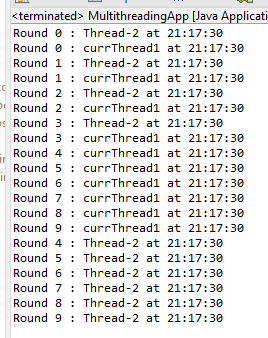 <terminated> MultithreadingApp [Java Applicati
Round 0 : Thread-2 at 21:17:30
Round 0 : currThread1 at 21:17:30
Round 1 : Thread-2 at 21:17:30
Round 1 : currThread1 at 21:17:30
Round 2 : Thread-2 at 21:17:30
Round 2 : currThread1 at 21:17:30
Round 3 : Thread-2 at 21:17:30
Round 3 : currThread1 at 21:17:30
Round 4 : currThread1 at 21:17:30
Round 5 : currThread1 at 21:17:30
Round 6 : currThread1 at 21:17:30
Round 7 : currThread1 at 21:17:30
Round 8 : currThread1 at 21:17:30
Round 9 : currThread1 at 21:17:30
Round 4 : Thread-2 at 21:17:30
Round 5 : Thread-2 at 21:17:30
Round 6 : Thread-2 at 21:17:30
Round 7 : Thread-2 at 21:17:30
Round 8 : Thread-2 at 21:17:30
Round 9 : Thread-2 at 21:17:30